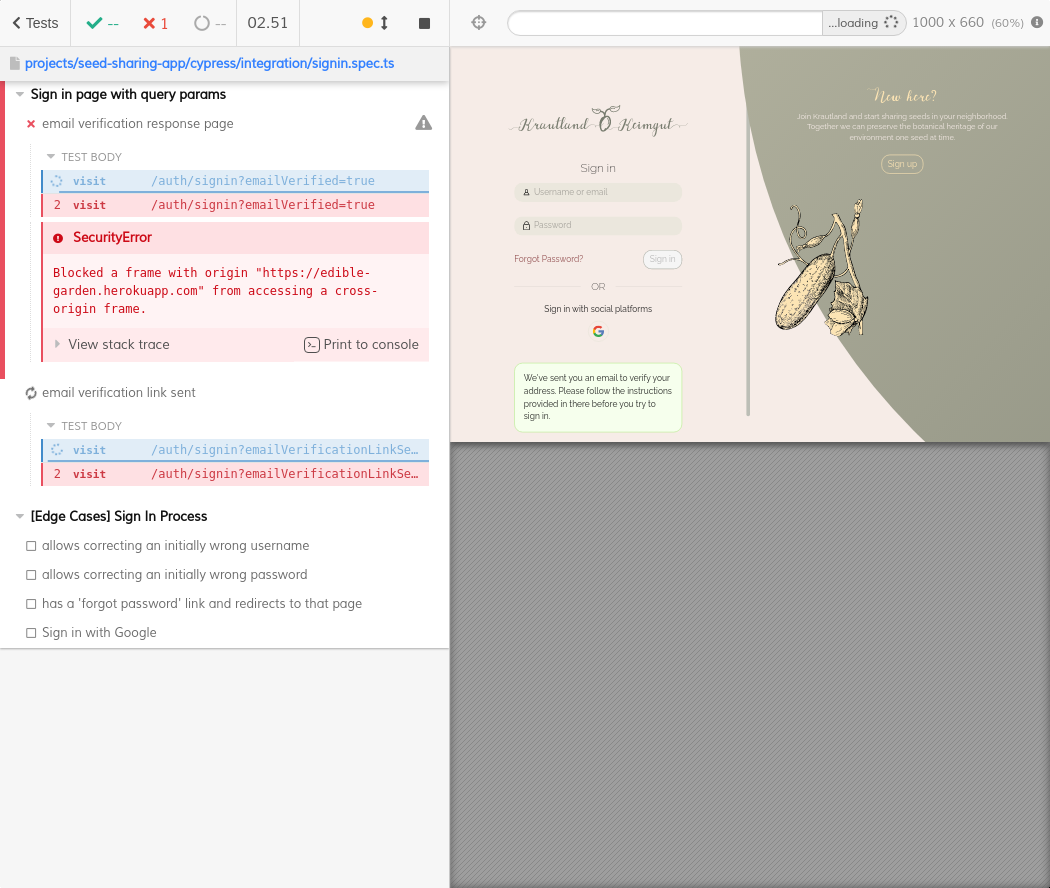 Tests
--
1
--
02.51
...loading
1000 x 660 (60%)
projects/seed-sharing-app/cypress/integration/signin.spec.ts
Sign in page with query params
email verification response page
TEST BODY
visit /auth/signin?emailVerified=true
2 visit /auth/signin?emailVerified=true
SecurityError
Blocked a frame with origin "https://edible-
garden.herokuapp.com" from accessing a cross-
origin frame.
View stack trace
Print to console
email verification link sent
TEST BODY
visit /auth/signin?emailVerificationLinkSe…
2 visit /auth/signin?emailVerificationLinkSe…
[Edge Cases] Sign In Process
allows correcting an initially wrong username
allows correcting an initially wrong password
has a 'forgot password' link and redirects to that page
Sign in with Google
Krautland Keimgut
Sign in
Username or email
Password
Forgot Password?
Sign in
OR
Sign in with social platforms
We've sent you an email to verify your
address. Please follow the instructions
provided in there before you try to
sign in.
New here?
Join Krautland and start sharing seeds in your neighborhood.
Together we can preserve the botanical heritage of our
environment one seed at time.
Sign up